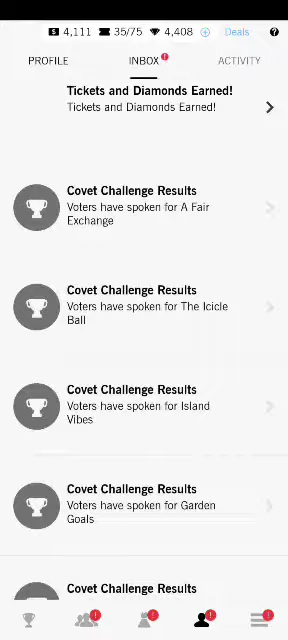 $ 4,111 35/75 4,408 + Deals ?
PROFILE INBOX ! ACTIVITY
Tickets and Diamonds Earned!
Tickets and Diamonds Earned!
Covet Challenge Results
Voters have spoken for A Fair
Exchange
Covet Challenge Results
Voters have spoken for The Icicle
Ball
Covet Challenge Results
Voters have spoken for Island
Vibes
Covet Challenge Results
Voters have spoken for Garden
Goals
Covet Challenge Results
! ! ! !